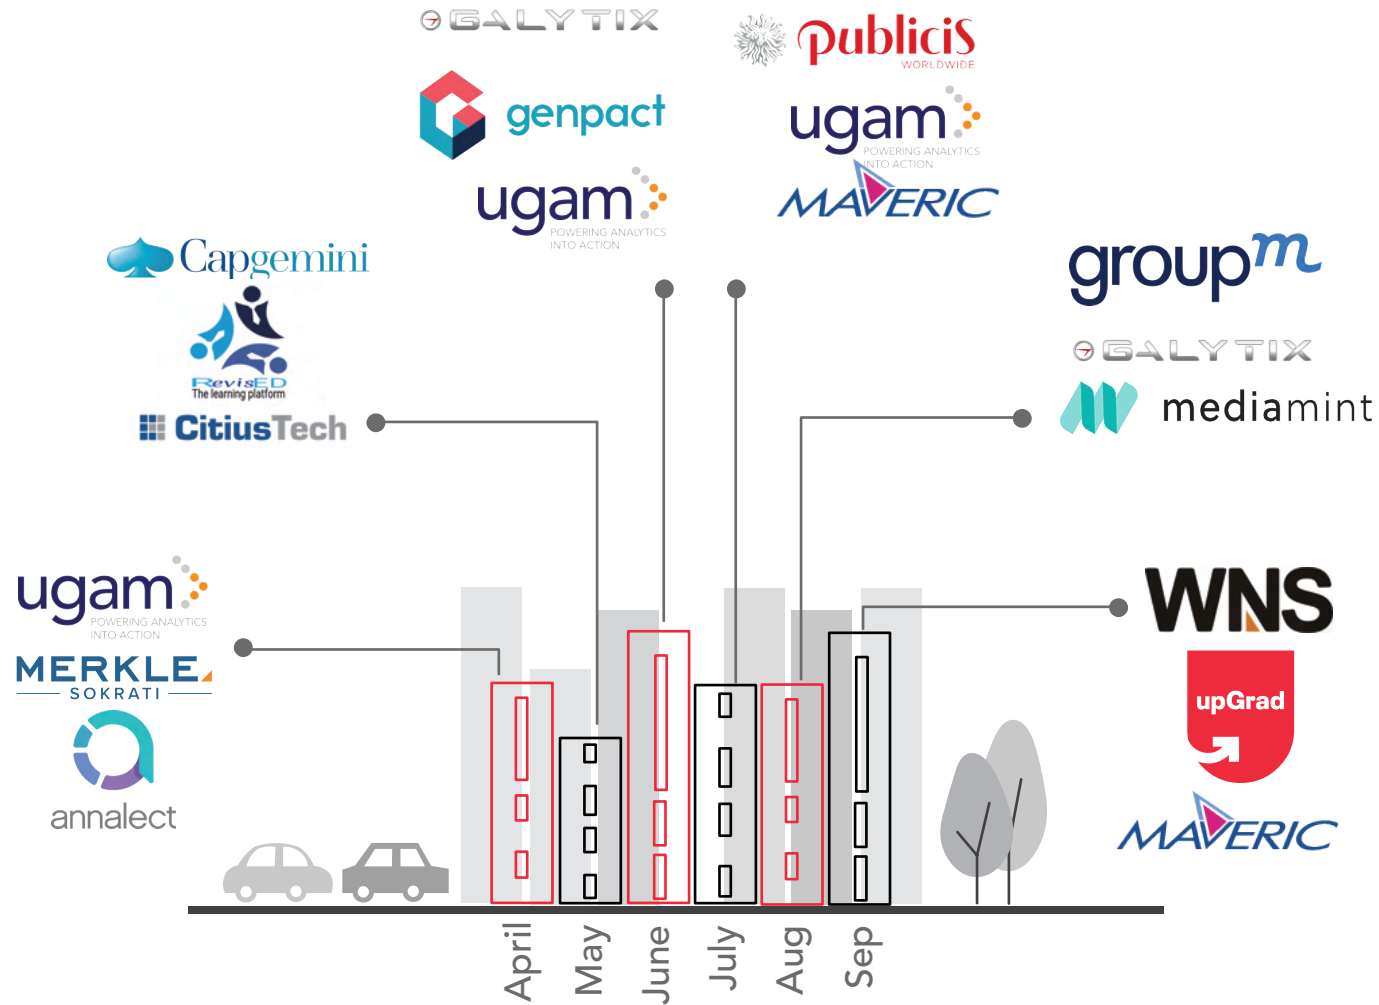 GALYTIX
genpact
ugam
POWERING ANALYTICS
INTO ACTION
publicis
WORLDWIDE
ugam
POWERING ANALYTICS
INTO ACTION
MAVERIC
Capgemini
RevisED
The learning platform
CitiusTech
groupm
GALYTIX
mediamint
ugam
POWERING ANALYTICS
INTO ACTION
MERKLE
SOKRATI
annalect
WNS
upGrad
MAVERIC
April
May
June
July
Aug
Sep